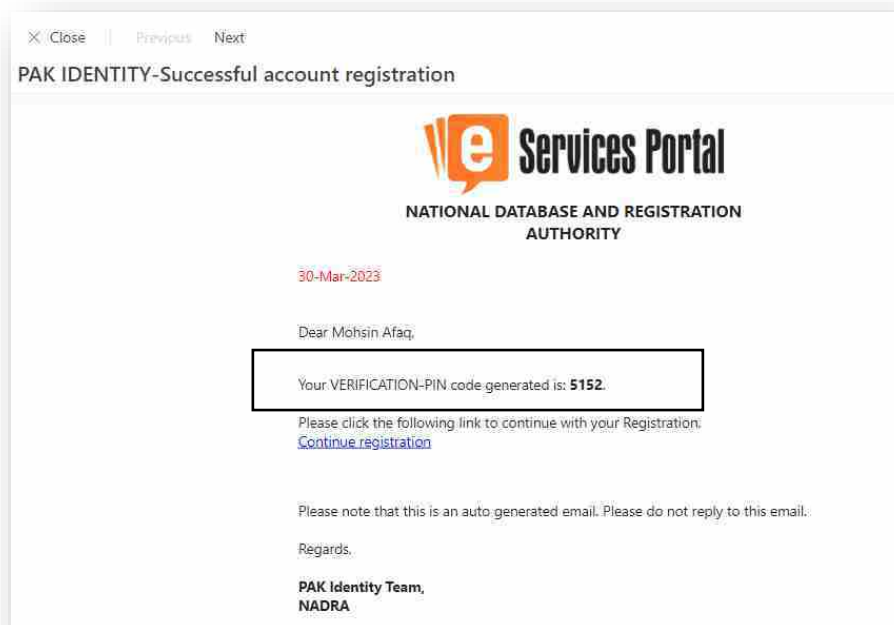 Close Previous Next
PAK IDENTITY-Successful account registration
e Services Portal
NATIONAL DATABASE AND REGISTRATION
AUTHORITY
30-Mar-2023
Dear Mohsin Afaq,
Your VERIFICATION-PIN code generated is: 5152.
Please click the following link to continue with your Registration.
Continue registration
Please note that this is an auto generated email. Please do not reply to this email.
Regards,
PAK Identity Team,
NADRA